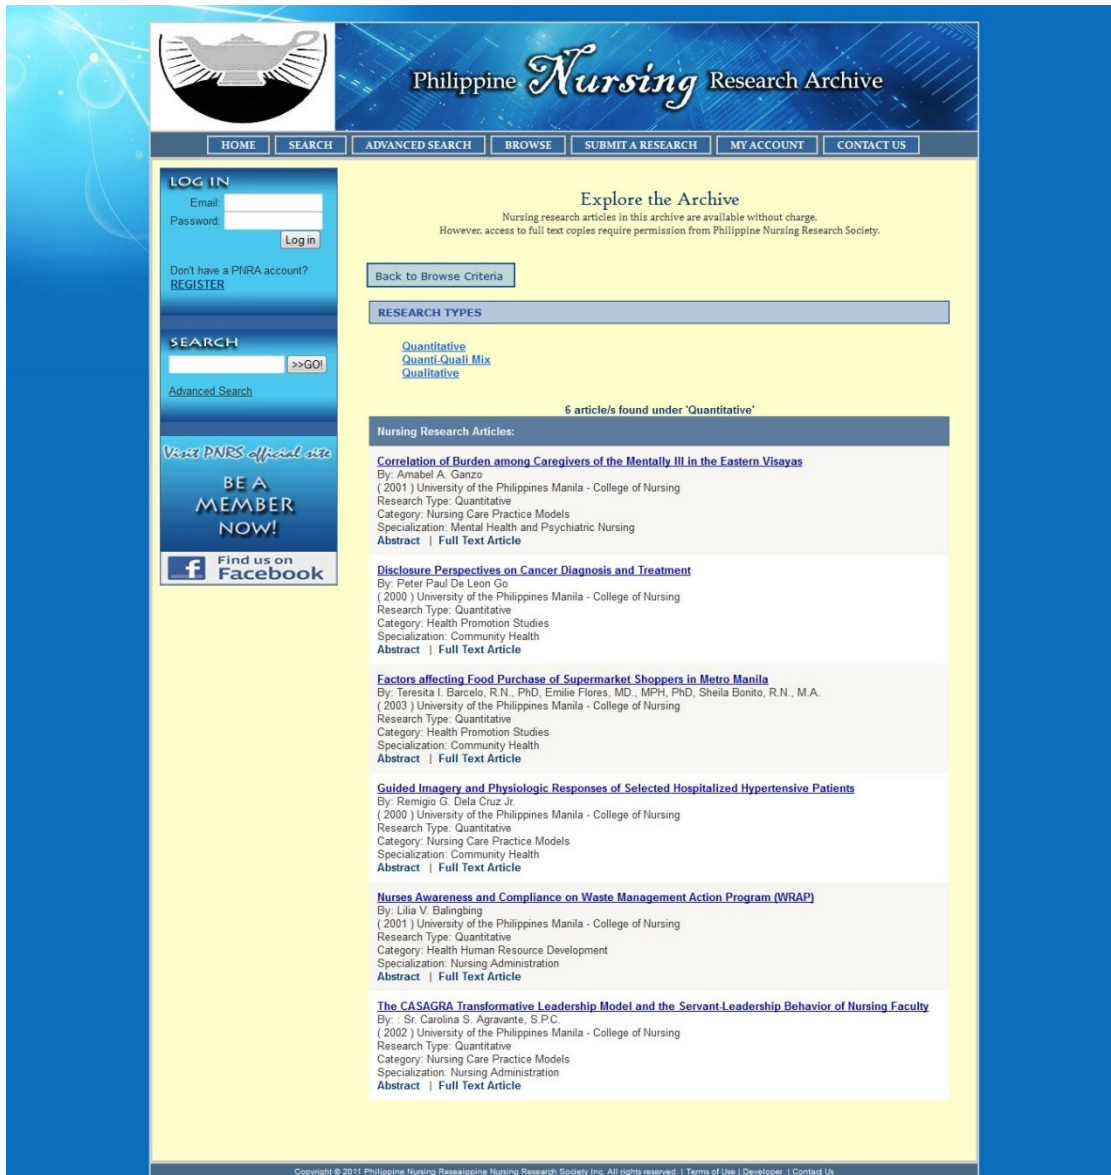 Philippine Nursing Research Archive
HOME SEARCH ADVANCED SEARCH BROWSE SUBMIT A RESEARCH MY ACCOUNT CONTACT US
LOG IN
Email:
Password:
Log in
Don't have a PNRA account?
REGISTER
SEARCH
>>GO!
Advanced Search
Visit PNRS official site
BE A
MEMBER
NOW!
Find us on
Facebook
Explore the Archive
Nursing research articles in this archive are available without charge.
However, access to full text copies require permission from Philippine Nursing Research Society.
Back to Browse Criteria
RESEARCH TYPES
Quantitative
Quanti-Quali Mix
Qualitative
6 article/s found under 'Quantitative'
Nursing Research Articles:
Correlation of Burden among Caregivers of the Mentally Ill in the Eastern Visayas
By: Amabel A. Ganzo
( 2001 ) University of the Philippines Manila - College of Nursing
Research Type: Quantitative
Category: Nursing Care Practice Models
Specialization: Mental Health and Psychiatric Nursing
Abstract | Full Text Article
Disclosure Perspectives on Cancer Diagnosis and Treatment
By: Peter Paul De Leon Go
( 2000 ) University of the Philippines Manila - College of Nursing
Research Type: Quantitative
Category: Health Promotion Studies
Specialization: Community Health
Abstract | Full Text Article
Factors affecting Food Purchase of Supermarket Shoppers in Metro Manila
By: Teresita I. Barcelo, R.N., PhD, Emilie Flores, MD., MPH, PhD, Sheila Bonito, R.N., M.A.
( 2003 ) University of the Philippines Manila - College of Nursing
Research Type: Quantitative
Category: Health Promotion Studies
Specialization: Community Health
Abstract | Full Text Article
Guided Imagery and Physiologic Responses of Selected Hospitalized Hypertensive Patients
By: Remigio G. Dela Cruz Jr.
( 2000 ) University of the Philippines Manila - College of Nursing
Research Type: Quantitative
Category: Nursing Care Practice Models
Specialization: Community Health
Abstract | Full Text Article
Nurses Awareness and Compliance on Waste Management Action Program (WRAP)
By: Lilia V. Balingbing
( 2001 ) University of the Philippines Manila - College of Nursing
Research Type: Quantitative
Category: Health Human Resource Development
Specialization: Nursing Administration
Abstract | Full Text Article
The CASAGRA Transformative Leadership Model and the Servant-Leadership Behavior of Nursing Faculty
By: : Sr. Carolina S. Agravante, S.P.C.
( 2002 ) University of the Philippines Manila - College of Nursing
Research Type: Quantitative
Category: Nursing Care Practice Models
Specialization: Nursing Administration
Abstract | Full Text Article
Copyright © 2011 Philippine Nursing Reseaippine Nursing Research Society Inc. All rights reserved. | Terms of Use | Developer | Contact Us